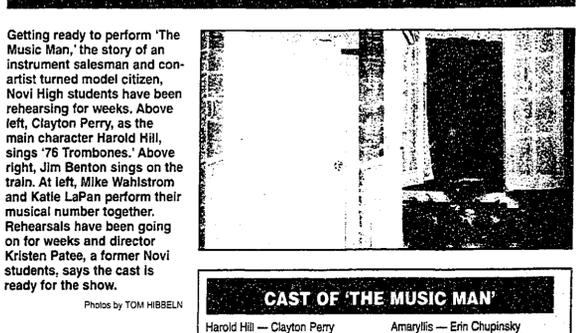 Getting ready to perform 'The
Music Man,' the story of an
instrument salesman and con-
artist turned model citizen,
Novi High students have been
rehearsing for weeks. Above
left, Clayton Perry, as the
main character Harold Hill,
sings '76 Trombones.' Above
right, Jim Benton sings on the
train. At left, Mike Wahlstrom
and Katie LaPan perform their
musical number together.
Rehearsals have been going
on for weeks and director
Kristen Patee, a former Novi
students, says the cast is
ready for the show.
Photos by TOM HIBBELN
CAST OF 'THE MUSIC MAN'
Harold Hill — Clayton Perry
Amaryllis — Erin Chupinsky